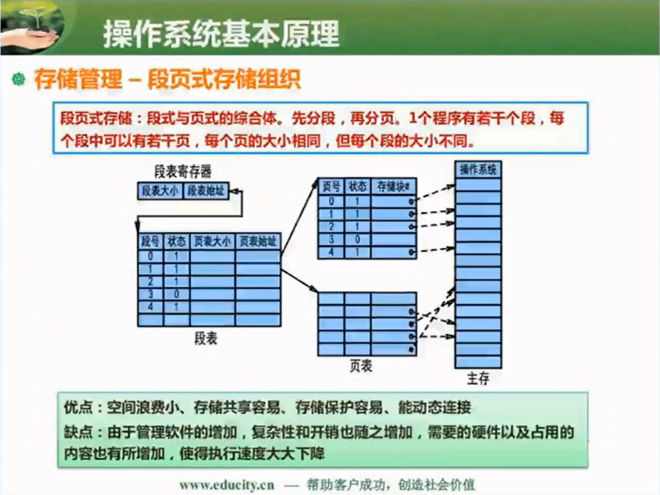 操作系统基本原理
存储管理 – 段页式存储组织
段页式存储：段式与页式的综合体。先分段，再分页。1个程序有若干个段，每
个段中可以有若干页，每个页的大小相同，但每个段的大小不同。
段表寄存器
段表大小 段表始址
段号 状态 页表大小 页表始址
0 1
1 1
2 1
3 0
4 1
段表
页号 状态 存储块#
0 1
1 1
2 1
3 0
4 1
页表
操作系统
主存
优点：空间浪费小、存储共享容易、存储保护容易、能动态连接
缺点：由于管理软件的增加，复杂性和开销也随之增加，需要的硬件以及占用的
内容也有所增加，使得执行速度大大下降
www.educity.cn — 帮助客户成功，创造社会价值